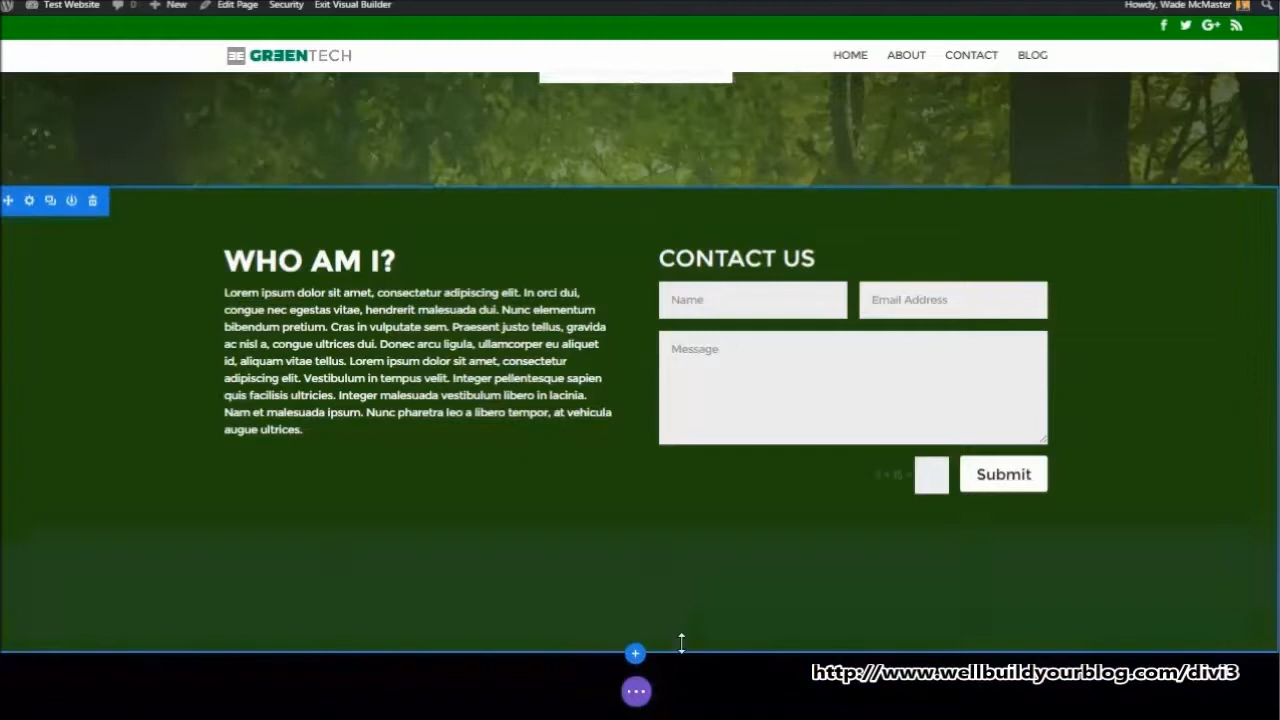 Test Website
0
New
Edit Page
Security
Exit Visual Builder
Howdy, Wade McMaster
GREENTECH
HOME
ABOUT
CONTACT
BLOG
WHO AM I?
Lorem ipsum dolor sit amet, consectetur adipiscing elit. In orci dui,
congue nec egestas vitae, hendrerit malesuada dui. Nunc elementum
bibendum pretium. Cras in vulputate sem. Praesent justo tellus, gravida
ac nisl a, congue ultrices dui. Donec arcu ligula, ullamcorper eu aliquet
id, aliquam vitae tellus. Lorem ipsum dolor sit amet, consectetur
adipiscing elit. Vestibulum in tempus velit. Integer pellentesque sapien
quis facilisis ultricies. Integer malesuada vestibulum libero in lacinia.
Nam et malesuada ipsum. Nunc pharetra leo a libero tempor, at vehicula
augue ultrices.
CONTACT US
Name
Email Address
Message
Submit
http://www.wellbuildyourblog.com/divi3